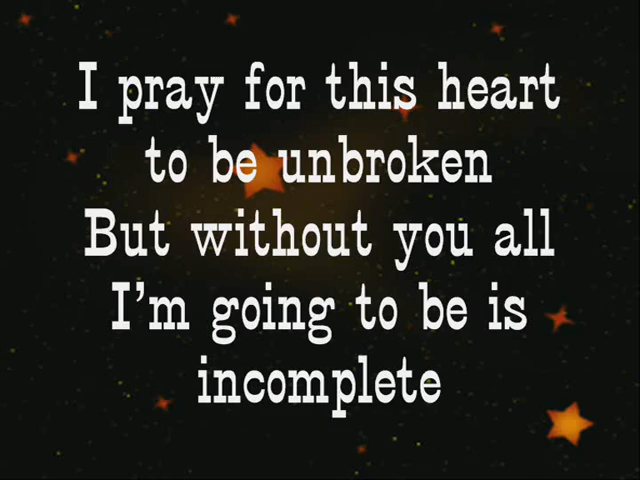 I pray for this heart
to be unbroken
But without you all
I'm going to be is
incomplete